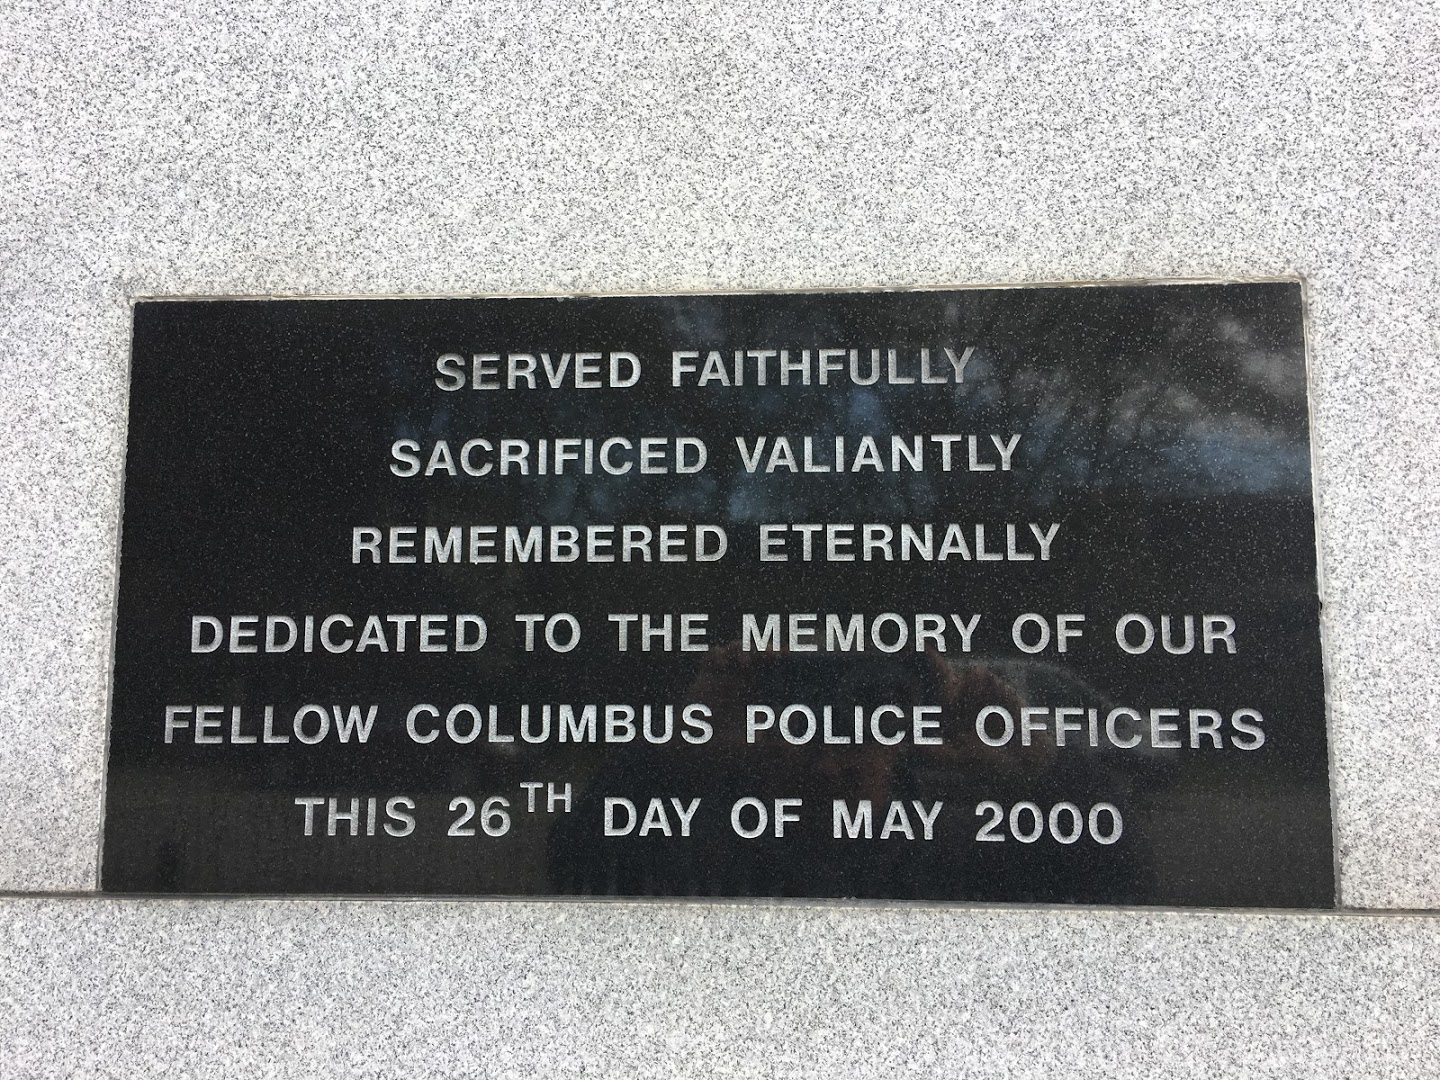 SERVED FAITHFULLY
SACRIFICED VALIANTLY
REMEMBERED ETERNALLY
DEDICATED TO THE MEMORY OF OUR
FELLOW COLUMBUS POLICE OFFICERS
THIS 26TH DAY OF MAY 2000